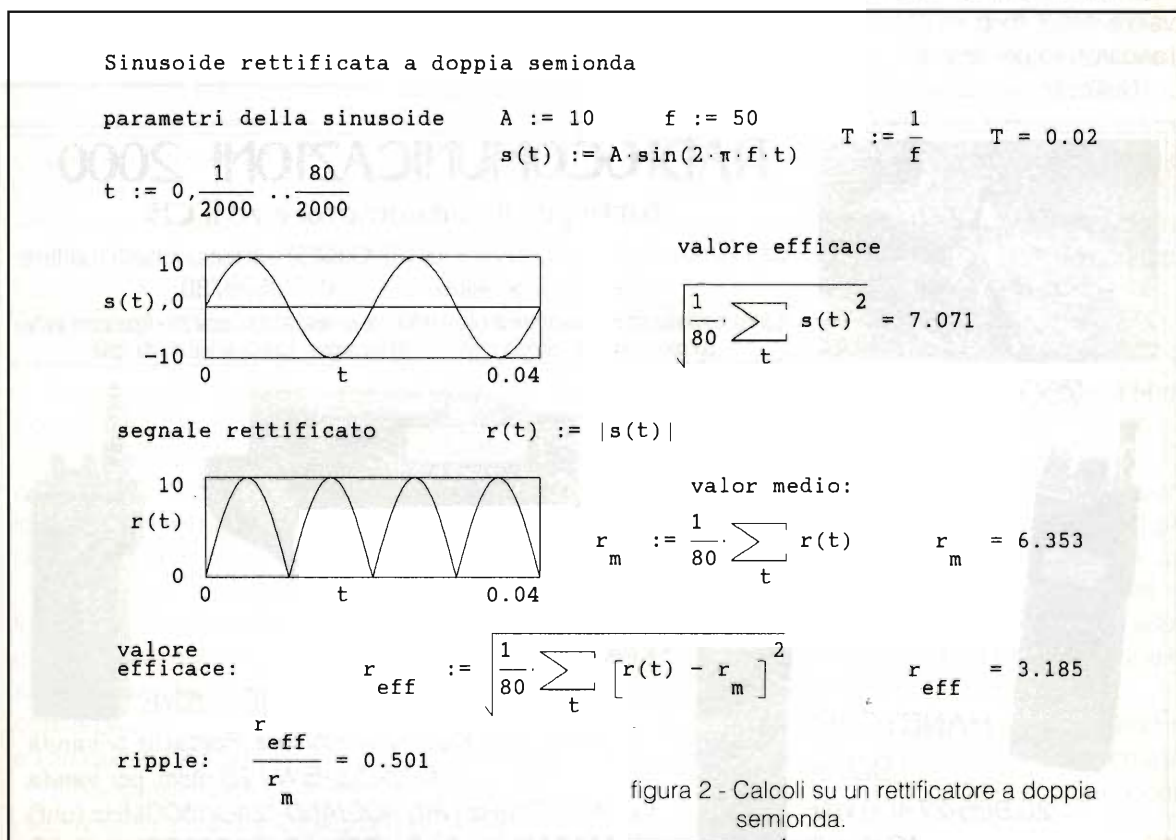 Sinusoide rettificata a doppia semionda
parametri della sinusoide A := 10 f := 50 T := 1/f T = 0.02
s(t) := A·sin(2·π·f·t)
t := 0, 1/2000 .. 80/2000
valore efficace
10
s(t),0
−10
0 t 0.04
√(1/80 ∑ₜ s(t)²) = 7.071
segnale rettificato r(t) := |s(t)|
10
r(t)
0
0 t 0.04
valor medio:
r_m := 1/80·∑ₜ r(t) r_m = 6.353
valore
efficace: r_eff := √(1/80·∑ₜ [r(t) − r_m]²) r_eff = 3.185
ripple: r_eff/r_m = 0.501
figura 2 - Calcoli su un rettificatore a doppia
semionda.